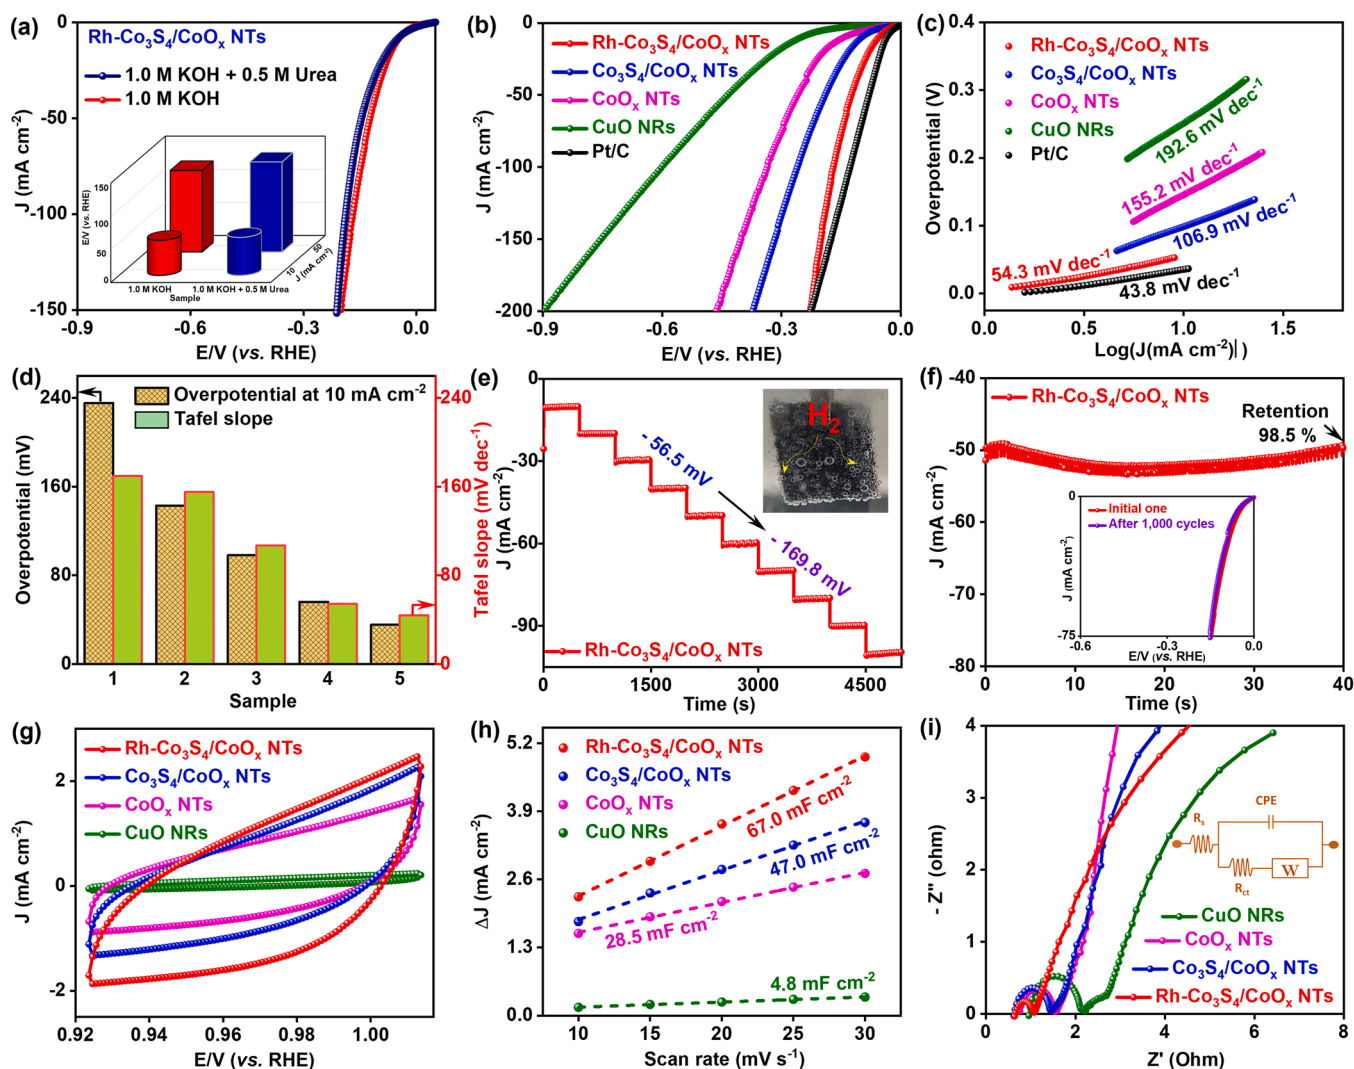 (a)
Rh-Co₃S₄/CoOₓ NTs
1.0 M KOH + 0.5 M Urea
1.0 M KOH
J (mA cm⁻²)
0
-50
-100
-150
-0.9
-0.6
-0.3
0.0
E/V (vs. RHE)
E/V (vs. RHE)
150
100
50
0
1.0 M KOH
1.0 M KOH + 0.5 M Urea
Sample
10
50
J (mA cm⁻²)
(b)
Rh-Co₃S₄/CoOₓ NTs
Co₃S₄/CoOₓ NTs
CoOₓ NTs
CuO NRs
Pt/C
J (mA cm⁻²)
0
-50
-100
-150
-200
-0.9
-0.6
-0.3
0.0
E/V (vs. RHE)
(c)
Rh-Co₃S₄/CoOₓ NTs
Co₃S₄/CoOₓ NTs
CoOₓ NTs
CuO NRs
Pt/C
192.6 mV dec⁻¹
155.2 mV dec⁻¹
106.9 mV dec⁻¹
54.3 mV dec⁻¹
43.8 mV dec⁻¹
Overpotential (V)
0.4
0.3
0.2
0.1
0.0
0.0
0.5
1.0
1.5
Log(J(mA cm⁻²)| )
(d)
Overpotential at 10 mA cm⁻²
Tafel slope
Overpotential (mV)
240
160
80
0
1
2
3
4
5
Sample
240
160
80
0
Tafel slope (mV dec⁻¹)
(e)
H₂
- 56.5 mV
- 169.8 mV
Rh-Co₃S₄/CoOₓ NTs
J (mA cm⁻²)
0
-30
-60
-90
0
1500
3000
4500
Time (s)
(f)
Rh-Co₃S₄/CoOₓ NTs
Retention
98.5 %
J (mA cm⁻²)
-40
-50
-60
-70
-80
0
10
20
30
40
Time (s)
Initial one
After 1,000 cycles
J (mA cm⁻²)
0
-75
-0.6
-0.3
0.0
E/V (vs. RHE)
(g)
Rh-Co₃S₄/CoOₓ NTs
Co₃S₄/CoOₓ NTs
CoOₓ NTs
CuO NRs
J (mA cm⁻²)
2
0
-2
0.92
0.94
0.96
0.98
1.00
E/V (vs. RHE)
(h)
Rh-Co₃S₄/CoOₓ NTs
Co₃S₄/CoOₓ NTs
CoOₓ NTs
CuO NRs
67.0 mF cm⁻²
47.0 mF cm⁻²
28.5 mF cm⁻²
4.8 mF cm⁻²
ΔJ (mA cm⁻²)
5.2
3.9
2.6
1.3
0.0
10
15
20
25
30
Scan rate (mV s⁻¹)
(i)
CPE
Rₛ
R_ct
W
CuO NRs
CoOₓ NTs
Co₃S₄/CoOₓ NTs
Rh-Co₃S₄/CoOₓ NTs
- Z" (ohm)
4
3
2
1
0
0
2
4
6
8
Z' (Ohm)